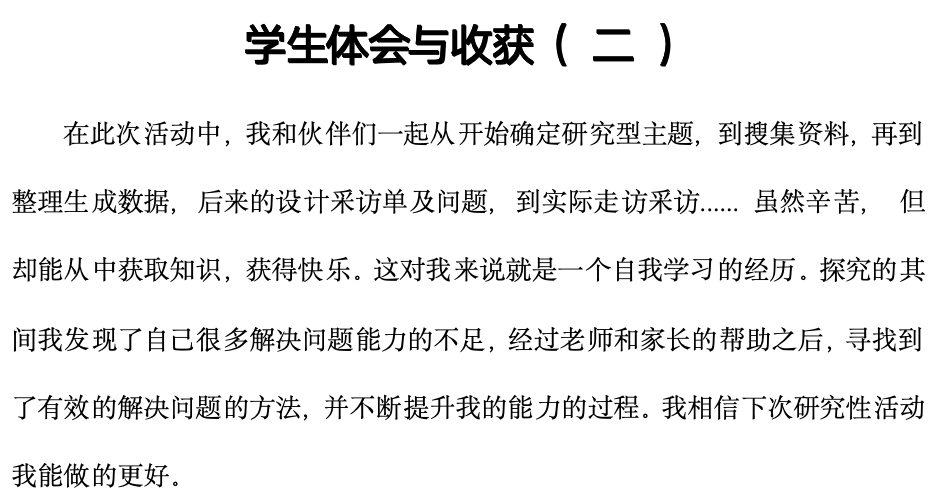 学生体会与收获（ 二 ）
在此次活动中，我和伙伴们一起从开始确定研究型主题，到搜集资料，再到
整理生成数据， 后来的设计采访单及问题， 到实际走访采访...... 虽然辛苦， 但
却能从中获取知识，获得快乐。这对我来说就是一个自我学习的经历。探究的其
间我发现了自己很多解决问题能力的不足，经过老师和家长的帮助之后，寻找到
了有效的解决问题的方法，并不断提升我的能力的过程。我相信下次研究性活动
我能做的更好。